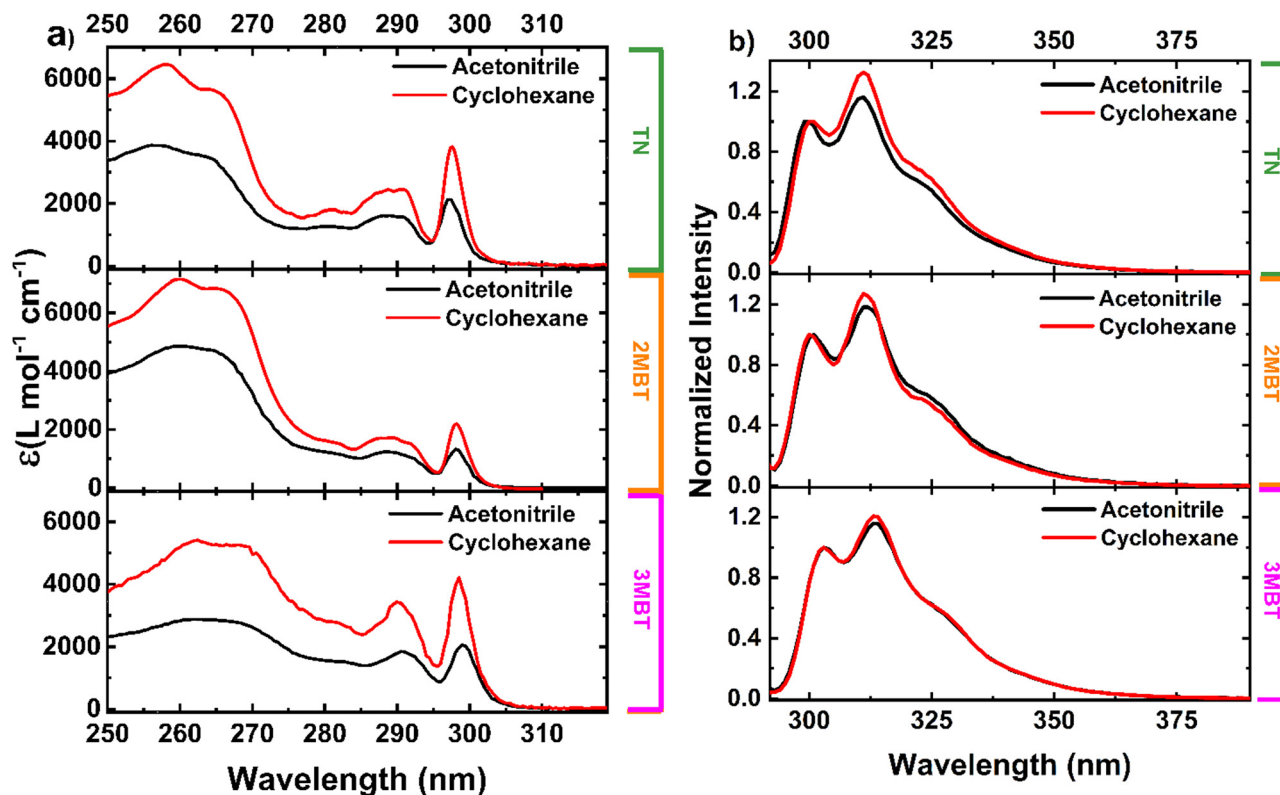 250 260 270 280 290 300 310
a)
6000
4000
2000
0
Acetonitrile
Cyclohexane
TN
6000
4000
2000
0
Acetonitrile
Cyclohexane
2MBT
6000
4000
2000
0
Acetonitrile
Cyclohexane
3MBT
250 260 270 280 290 300 310
ε(L mol⁻¹ cm⁻¹)
Wavelength (nm)
b)
300 325 350 375
1.2
0.8
0.4
0.0
Acetonitrile
Cyclohexane
TN
1.2
0.8
0.4
0.0
Acetonitrile
Cyclohexane
2MBT
1.2
0.8
0.4
0.0
Acetonitrile
Cyclohexane
3MBT
300 325 350 375
Normalized Intensity
Wavelength (nm)